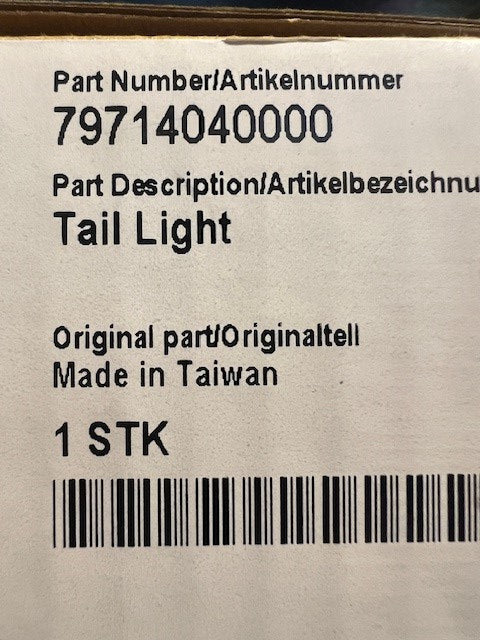 Part Number/Artikelnummer
79714040000
Part Description/Artikelbezeichnu
Tail Light
Original part/Originaltell
Made in Taiwan
1 STK